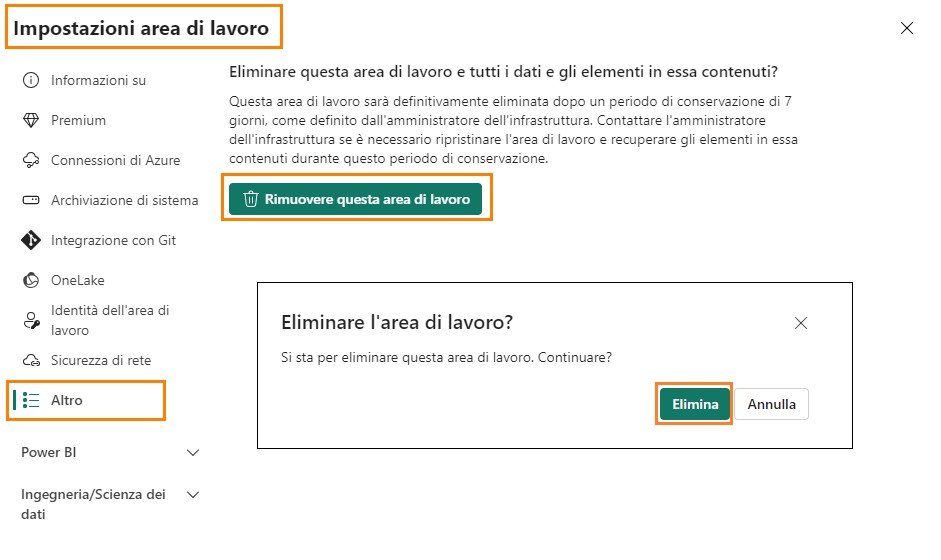 Impostazioni area di lavoro
Informazioni su
Premium
Connessioni di Azure
Archiviazione di sistema
Integrazione con Git
OneLake
Identità dell'area di
lavoro
Sicurezza di rete
Altro
Power BI
Ingegneria/Scienza dei
dati
Eliminare questa area di lavoro e tutti i dati e gli elementi in essa contenuti?
Questa area di lavoro sarà definitivamente eliminata dopo un periodo di conservazione di 7
giorni, come definito dall'amministratore dell'infrastruttura. Contattare l'amministratore
dell'infrastruttura se è necessario ripristinare l'area di lavoro e recuperare gli elementi in essa
contenuti durante questo periodo di conservazione.
Rimuovere questa area di lavoro
Eliminare l'area di lavoro?
Si sta per eliminare questa area di lavoro. Continuare?
Elimina
Annulla